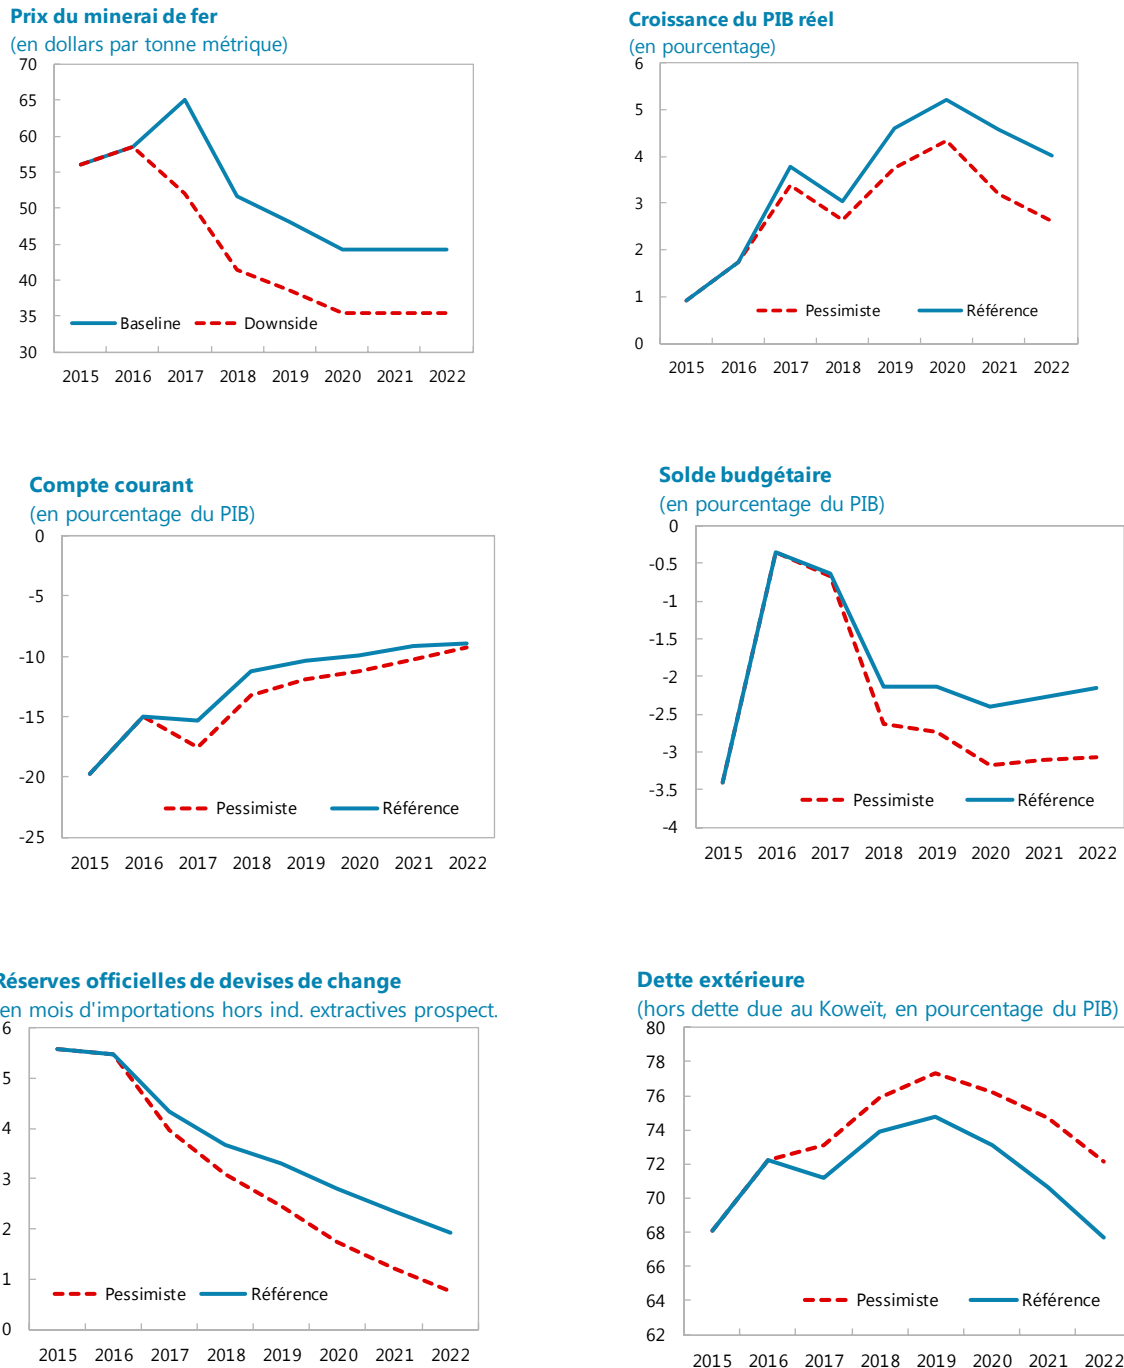 Prix du minerai de fer
(en dollars par tonne métrique)
70
65
60
55
50
45
40
35
30
Baseline Downside
2015 2016 2017 2018 2019 2020 2021 2022
Croissance du PIB réel
(en pourcentage)
6
5
4
3
2
1
0
Pessimiste Référence
2015 2016 2017 2018 2019 2020 2021 2022
Compte courant
(en pourcentage du PIB)
0
-5
-10
-15
-20
-25
Pessimiste Référence
2015 2016 2017 2018 2019 2020 2021 2022
Solde budgétaire
(en pourcentage du PIB)
0
-0.5
-1
-1.5
-2
-2.5
-3
-3.5
-4
Pessimiste Référence
2015 2016 2017 2018 2019 2020 2021 2022
Réserves officielles de devises de change
en mois d'importations hors ind. extractives prospect.
6
5
4
3
2
1
0
Pessimiste Référence
2015 2016 2017 2018 2019 2020 2021 2022
Dette extérieure
(hors dette due au Koweït, en pourcentage du PIB)
80
78
76
74
72
70
68
66
64
62
Pessimiste Référence
2015 2016 2017 2018 2019 2020 2021 2022